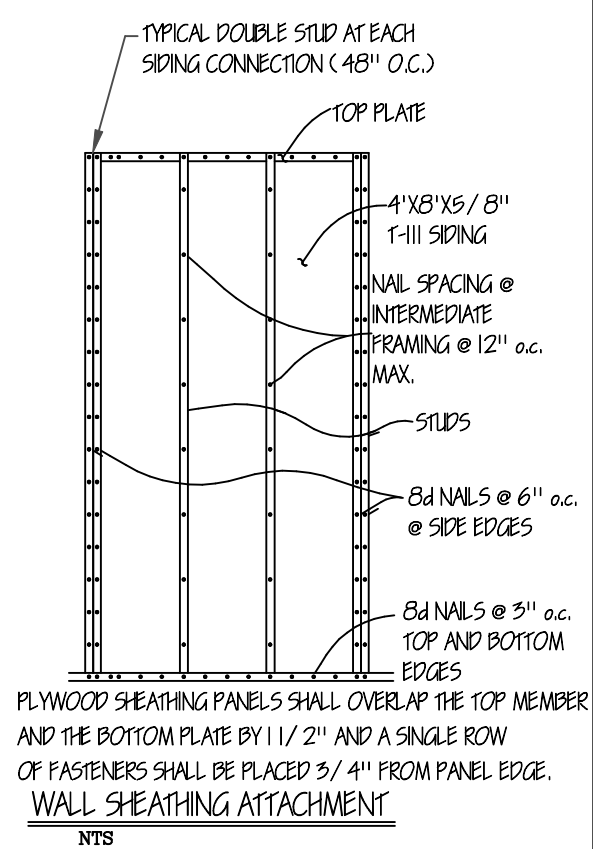 TYPICAL DOUBLE STUD AT EACH
SIDING CONNECTION (48" O.C.)
TOP PLATE
4'X8'X5/8"
T-III SIDING
NAIL SPACING @
INTERMEDIATE
FRAMING @ 12" o.c.
MAX.
STUDS
8d NAILS @ 6" o.c.
@ SIDE EDGES
8d NAILS @ 3" o.c.
TOP AND BOTTOM
EDGES
PLYWOOD SHEATHING PANELS SHALL OVERLAP THE TOP MEMBER
AND THE BOTTOM PLATE BY 1 1/2" AND A SINGLE ROW
OF FASTENERS SHALL BE PLACED 3/4" FROM PANEL EDGE.
WALL SHEATHING ATTACHMENT
NTS